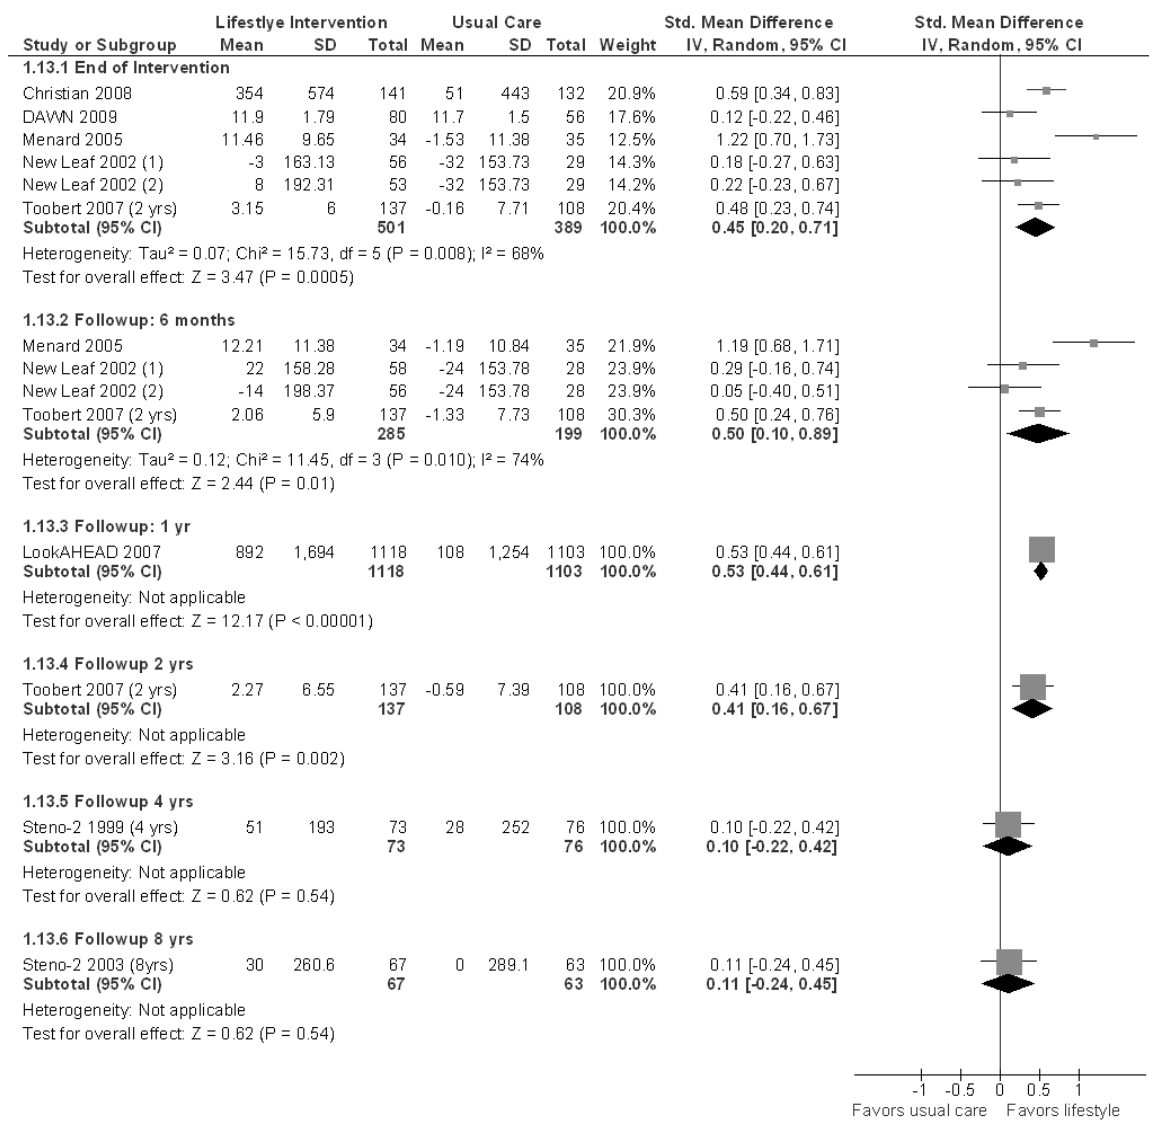 Lifestlye Intervention Usual Care Std. Mean Difference Std. Mean Difference
Study or Subgroup Mean SD Total Mean SD Total Weight IV, Random, 95% CI IV, Random, 95% CI
1.13.1 End of Intervention
Christian 2008 354 574 141 51 443 132 20.9% 0.59 [0.34, 0.83]
DAWN 2009 11.9 1.79 80 11.7 1.5 56 17.6% 0.12 [-0.22, 0.46]
Menard 2005 11.46 9.65 34 -1.53 11.38 35 12.5% 1.22 [0.70, 1.73]
New Leaf 2002 (1) -3 163.13 56 -32 153.73 29 14.3% 0.18 [-0.27, 0.63]
New Leaf 2002 (2) 8 192.31 53 -32 153.73 29 14.2% 0.22 [-0.23, 0.67]
Toobert 2007 (2 yrs) 3.15 6 137 -0.16 7.71 108 20.4% 0.48 [0.23, 0.74]
Subtotal (95% CI) 501 389 100.0% 0.45 [0.20, 0.71]
Heterogeneity: Tau² = 0.07; Chi² = 15.73, df = 5 (P = 0.008); I² = 68%
Test for overall effect: Z = 3.47 (P = 0.0005)
1.13.2 Followup: 6 months
Menard 2005 12.21 11.38 34 -1.19 10.84 35 21.9% 1.19 [0.68, 1.71]
New Leaf 2002 (1) 22 158.28 58 -24 153.78 28 23.9% 0.29 [-0.16, 0.74]
New Leaf 2002 (2) -14 198.37 56 -24 153.78 28 23.9% 0.05 [-0.40, 0.51]
Toobert 2007 (2 yrs) 2.06 5.9 137 -1.33 7.73 108 30.3% 0.50 [0.24, 0.76]
Subtotal (95% CI) 285 199 100.0% 0.50 [0.10, 0.89]
Heterogeneity: Tau² = 0.12; Chi² = 11.45, df = 3 (P = 0.010); I² = 74%
Test for overall effect: Z = 2.44 (P = 0.01)
1.13.3 Followup: 1 yr
LookAHEAD 2007 892 1,694 1118 108 1,254 1103 100.0% 0.53 [0.44, 0.61]
Subtotal (95% CI) 1118 1103 100.0% 0.53 [0.44, 0.61]
Heterogeneity: Not applicable
Test for overall effect: Z = 12.17 (P < 0.00001)
1.13.4 Followup 2 yrs
Toobert 2007 (2 yrs) 2.27 6.55 137 -0.59 7.39 108 100.0% 0.41 [0.16, 0.67]
Subtotal (95% CI) 137 108 100.0% 0.41 [0.16, 0.67]
Heterogeneity: Not applicable
Test for overall effect: Z = 3.16 (P = 0.002)
1.13.5 Followup 4 yrs
Steno-2 1999 (4 yrs) 51 193 73 28 252 76 100.0% 0.10 [-0.22, 0.42]
Subtotal (95% CI) 73 76 100.0% 0.10 [-0.22, 0.42]
Heterogeneity: Not applicable
Test for overall effect: Z = 0.62 (P = 0.54)
1.13.6 Followup 8 yrs
Steno-2 2003 (8yrs) 30 260.6 67 0 289.1 63 100.0% 0.11 [-0.24, 0.45]
Subtotal (95% CI) 67 63 100.0% 0.11 [-0.24, 0.45]
Heterogeneity: Not applicable
Test for overall effect: Z = 0.62 (P = 0.54)
-1 -0.5 0 0.5 1
Favors usual care Favors lifestyle